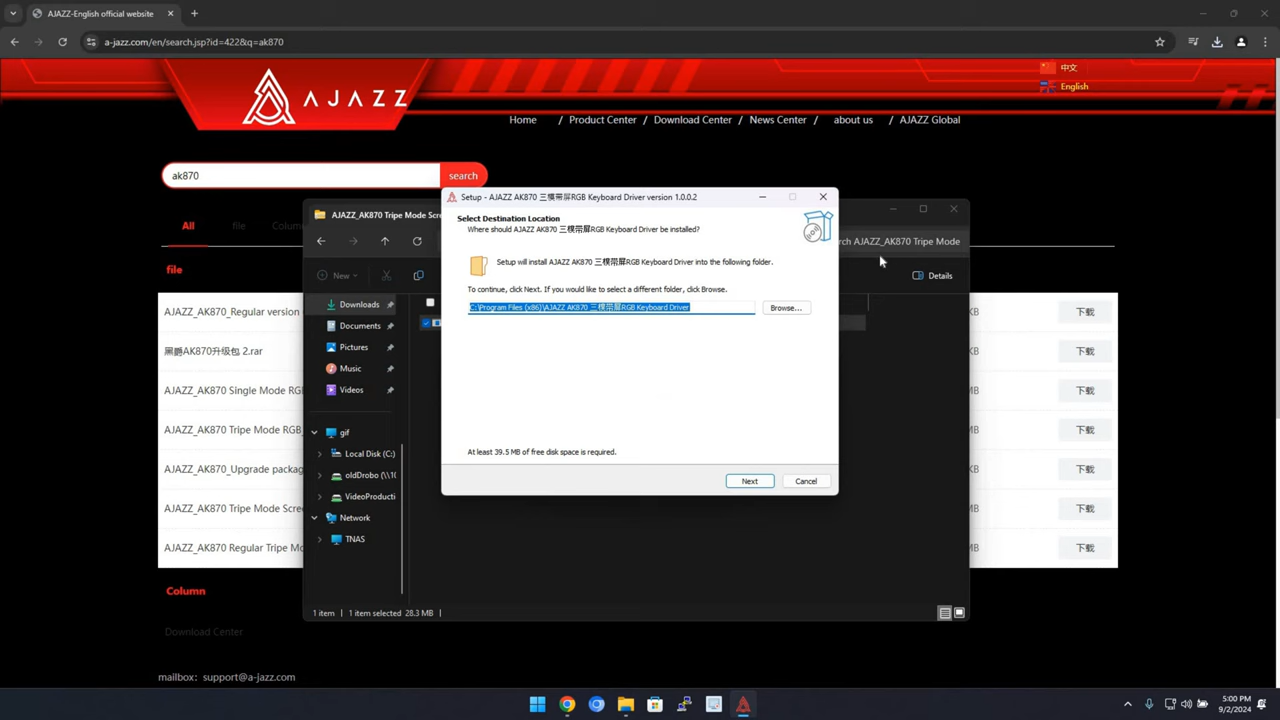 AJAZZ-English official website
a-jazz.com/en/search.jsp?id=422&q=ak870
中文
English
AJAZZ
Home / Product Center / Download Center / News Center / about us / AJAZZ Global
ak870
search
All
file
file
AJAZZ_AK870_Regular version
下载
黑爵AK870升级包 2.rar
KB
下载
AJAZZ_AK870 Single Mode RG
下载
AJAZZ_AK870 Tripe Mode RGB
MB
下载
AJAZZ_AK870_Upgrade packag
下载
AJAZZ_AK870 Tripe Mode Scree
MB
下载
AJAZZ_AK870 Regular Tripe Mo
下载
Column
Download Center
mailbox：support@a-jazz.com
AJAZZ_AK870 Tripe Mode Scre
rch AJAZZ_AK870 Tripe Mode
New
Details
Downloads
Documents
Pictures
Music
Videos
gif
Local Disk (C:)
oldDrobo (\\10
VideoProducti
Network
TNAS
1 item
1 item selected 28.3 MB
Setup - AJAZZ AK870 三模带屏RGB Keyboard Driver version 1.0.0.2
Select Destination Location
Where should AJAZZ AK870 三模带屏RGB Keyboard Driver be installed?
Setup will install AJAZZ AK870 三模带屏RGB Keyboard Driver into the following folder.
To continue, click Next. If you would like to select a different folder, click Browse.
C:\Program Files (x86)\AJAZZ AK870 三模带屏RGB Keyboard Driver
Browse...
At least 39.5 MB of free disk space is required.
Next
Cancel
5:00 PM
9/2/2024